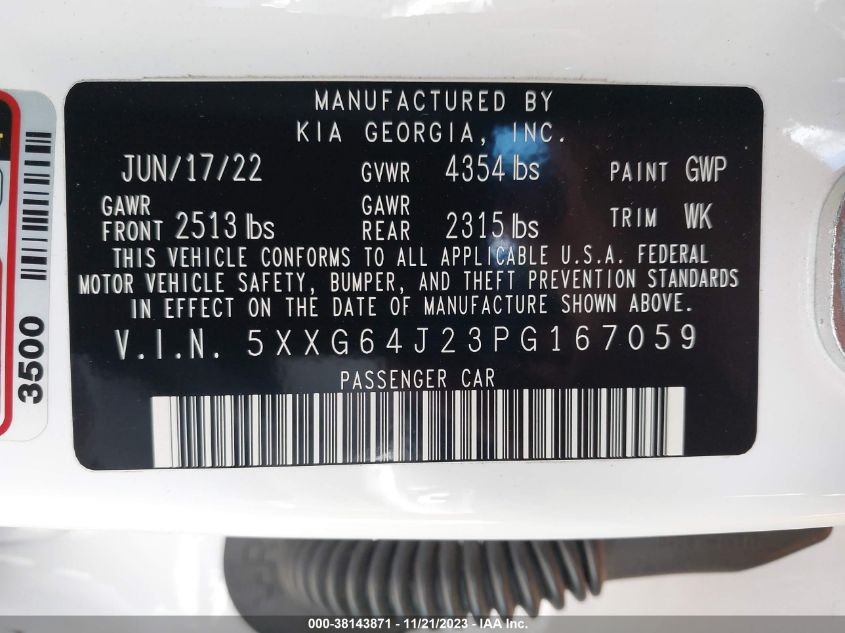 MANUFACTURED BY
KIA GEORGIA, INC.
JUN/17/22 GVWR 4354 lbs PAINT GWP
GAWR FRONT 2513 lbs GAWR REAR 2315 lbs TRIM WK
THIS VEHICLE CONFORMS TO ALL APPLICABLE U.S.A. FEDERAL
MOTOR VEHICLE SAFETY, BUMPER, AND THEFT PREVENTION STANDARDS
IN EFFECT ON THE DATE OF MANUFACTURE SHOWN ABOVE.
V.I.N. 5XXG64J23PG167059
PASSENGER CAR
3500
000-38143871 — 11/21/2023 — IAA Inc.